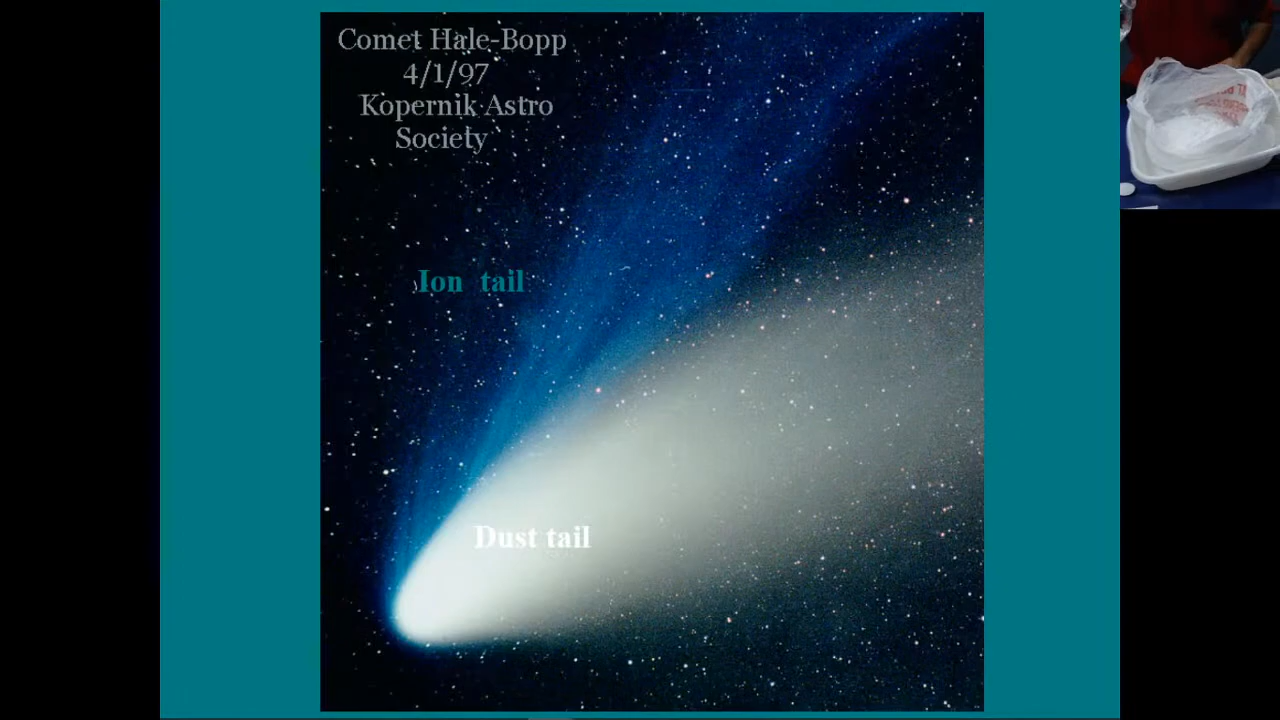 Comet Hale-Bopp
4/1/97
Kopernik Astro
Society
Ion tail
Dust tail